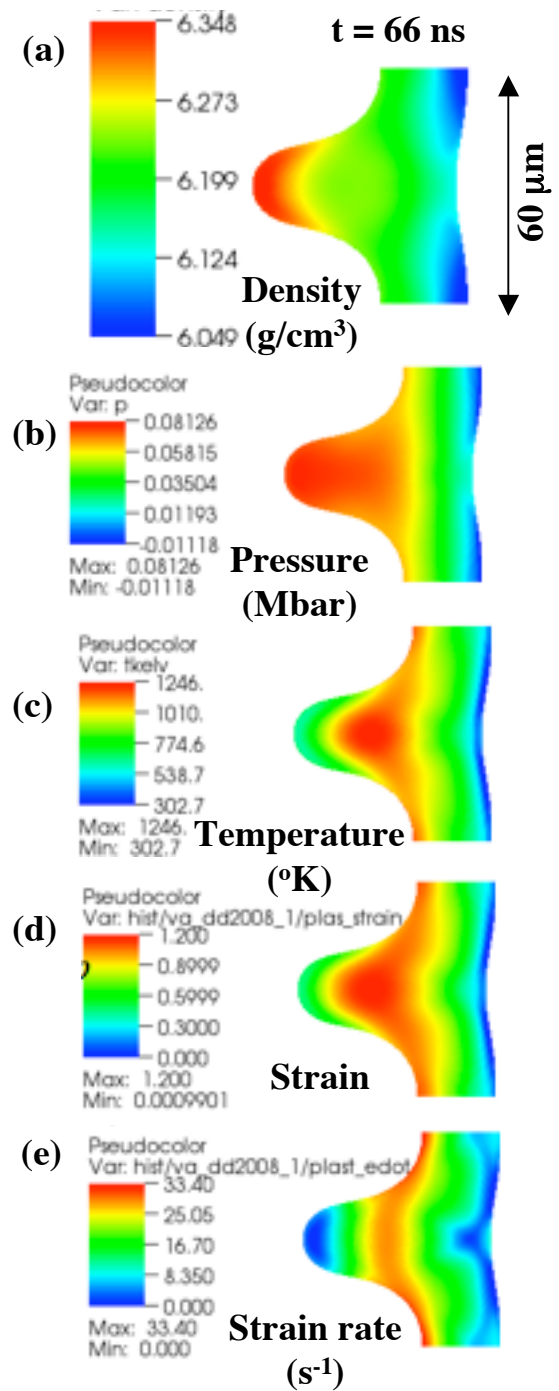 (a)
t = 66 ns
6.348
6.273
6.199
6.124
6.049
60 μm
Density
(g/cm³)
(b)
Pseudocolor
Var: p
0.08126
0.05815
0.03504
0.01193
-0.01118
Max: 0.08126
Min: -0.01118
Pressure
(Mbar)
(c)
Pseudocolor
Var: tkelv
1246.
1010.
774.6
538.7
302.7
Max: 1246.
Min: 302.7
Temperature
(ºK)
(d)
Pseudocolor
Var: hist/va_dd2008_1/plas_strain
1.200
0.8999
0.5999
0.3000
0.000
Max: 1.200
Min: 0.0009901
Strain
(e)
Pseudocolor
Var: hist/va_dd2008_1/plast_edot
33.40
25.05
16.70
8.350
0.000
Max: 33.40
Min: 0.000
Strain rate
(s⁻¹)